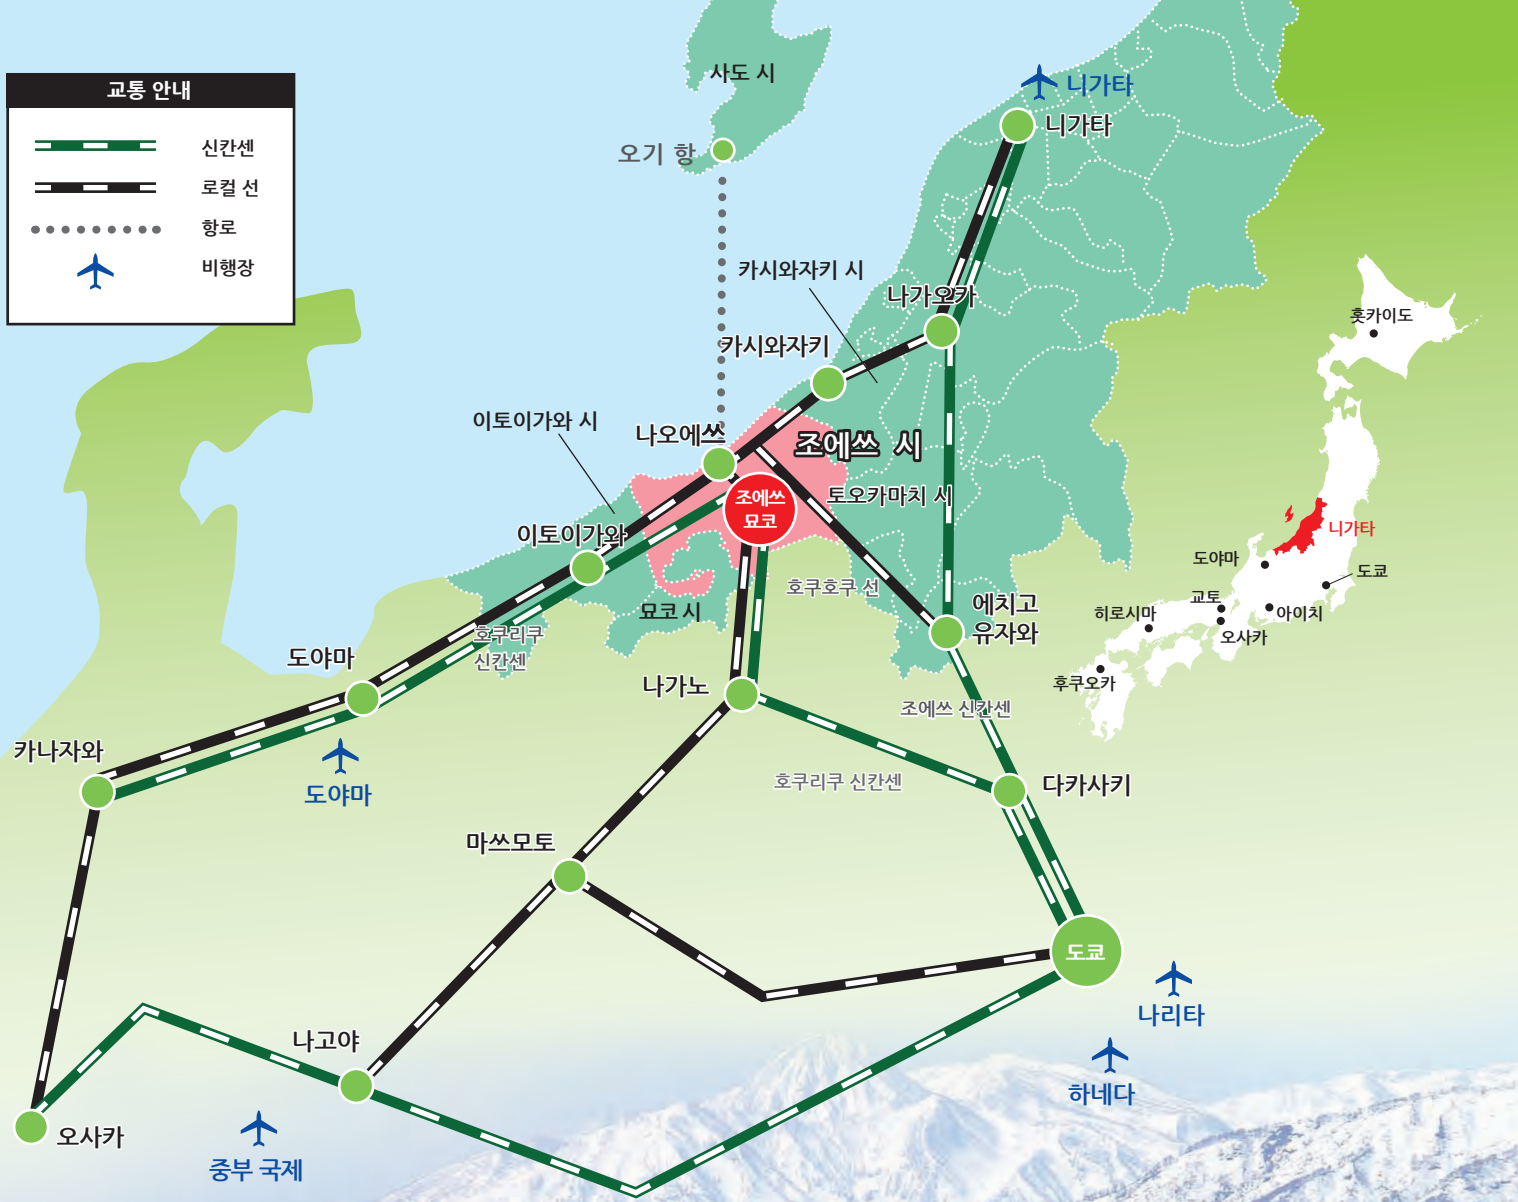 교통 안내
신칸센
로컬 선
항로
비행장
사도 시
오기 항
니가타
니가타
카시와자키 시
나가오카
카시와자키
이토이가와 시
나오에쓰
조에쓰 시
조에쓰
묘코
토오카마치 시
이토이가와
호쿠호쿠 선
묘코 시
에치고
유자와
호쿠리쿠
신칸센
도야마
나가노
조에쓰 신칸센
카나자와
도야마
호쿠리쿠 신칸센
다카사키
마쓰모토
도쿄
나리타
나고야
하네다
오사카
중부 국제
홋카이도
니가타
도야마
도쿄
교토
히로시마
아이치
오사카
후쿠오카